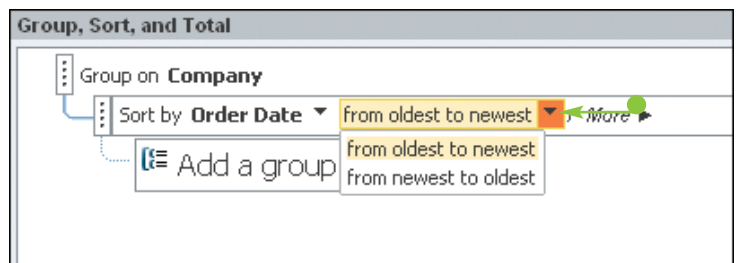 Group, Sort, and Total
Group on Company
Sort by Order Date from oldest to newest , More
from oldest to newest
Add a group
from newest to oldest